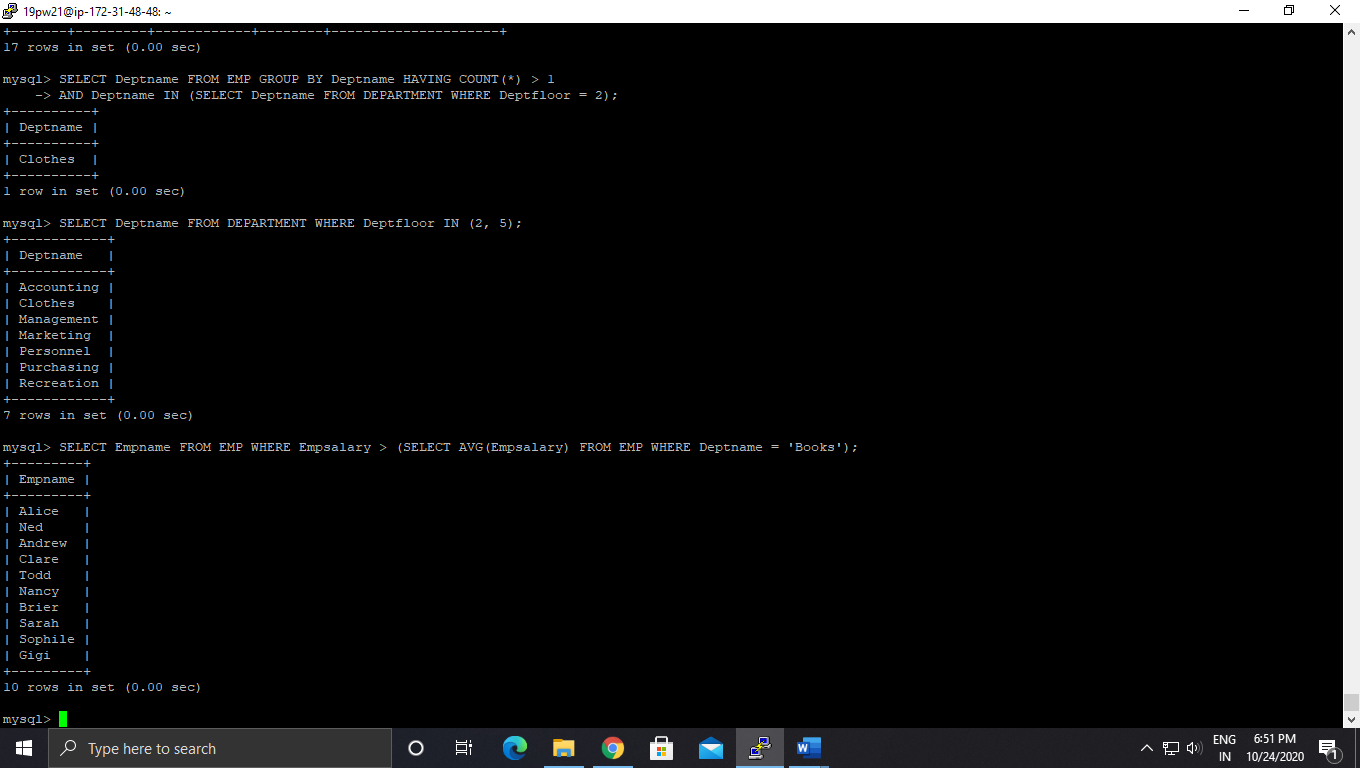 19pw21@ip-172-31-48-48: ~
+-------+----------+------------+--------+----------------------+
17 rows in set (0.00 sec)
mysql> SELECT Deptname FROM EMP GROUP BY Deptname HAVING COUNT(*) > 1
    -> AND Deptname IN (SELECT Deptname FROM DEPARTMENT WHERE Deptfloor = 2);
+----------+
| Deptname |
+----------+
| Clothes  |
+----------+
1 row in set (0.00 sec)
mysql> SELECT Deptname FROM DEPARTMENT WHERE Deptfloor IN (2, 5);
+------------+
| Deptname   |
+------------+
| Accounting |
| Clothes    |
| Management |
| Marketing  |
| Personnel  |
| Purchasing |
| Recreation |
+------------+
7 rows in set (0.00 sec)
mysql> SELECT Empname FROM EMP WHERE Empsalary > (SELECT AVG(Empsalary) FROM EMP WHERE Deptname = 'Books');
+---------+
| Empname |
+---------+
| Alice   |
| Ned     |
| Andrew  |
| Clare   |
| Todd    |
| Nancy   |
| Brier   |
| Sarah   |
| Sophile |
| Gigi    |
+---------+
10 rows in set (0.00 sec)
mysql>
Type here to search
W
ENG
IN
6:51 PM
10/24/2020
1